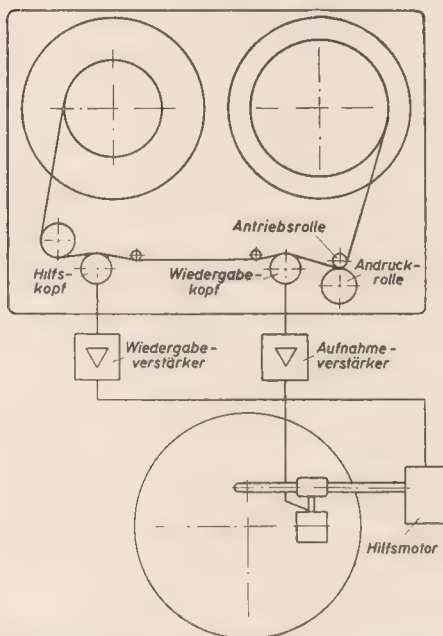 Antriebsrolle
Hilfs-
kopf
Wiedergabe-
kopf
Andruck-
rolle
Wiedergabe-
verstärker
Aufnahme-
verstärker
Hilfsmotor